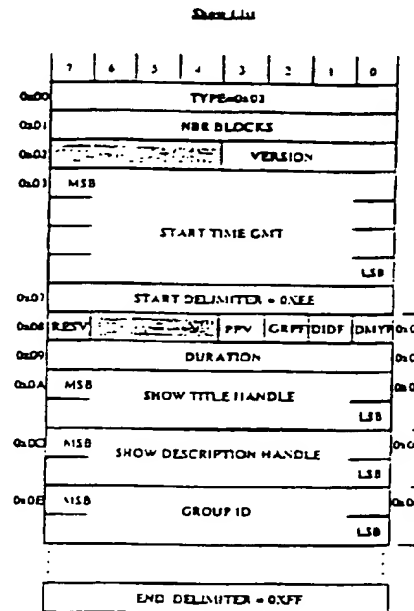 Show List
7 6 5 4 3 2 1 0
0x00 TYPE=0x03
0x01 NBR BLOCKS
0x02 VERSION
0x03 MSB
START TIME GMT
LSB
0x07 START DELIMITER = 0XEE
0x08 RESV PPV GRPT DIDF DMYF
0x09 DURATION
0x0A MSB
SHOW TITLE HANDLE
LSB
0x0C MSB
SHOW DESCRIPTION HANDLE
LSB
0x0E MSB
GROUP ID
LSB
END DELIMITER = 0XFF